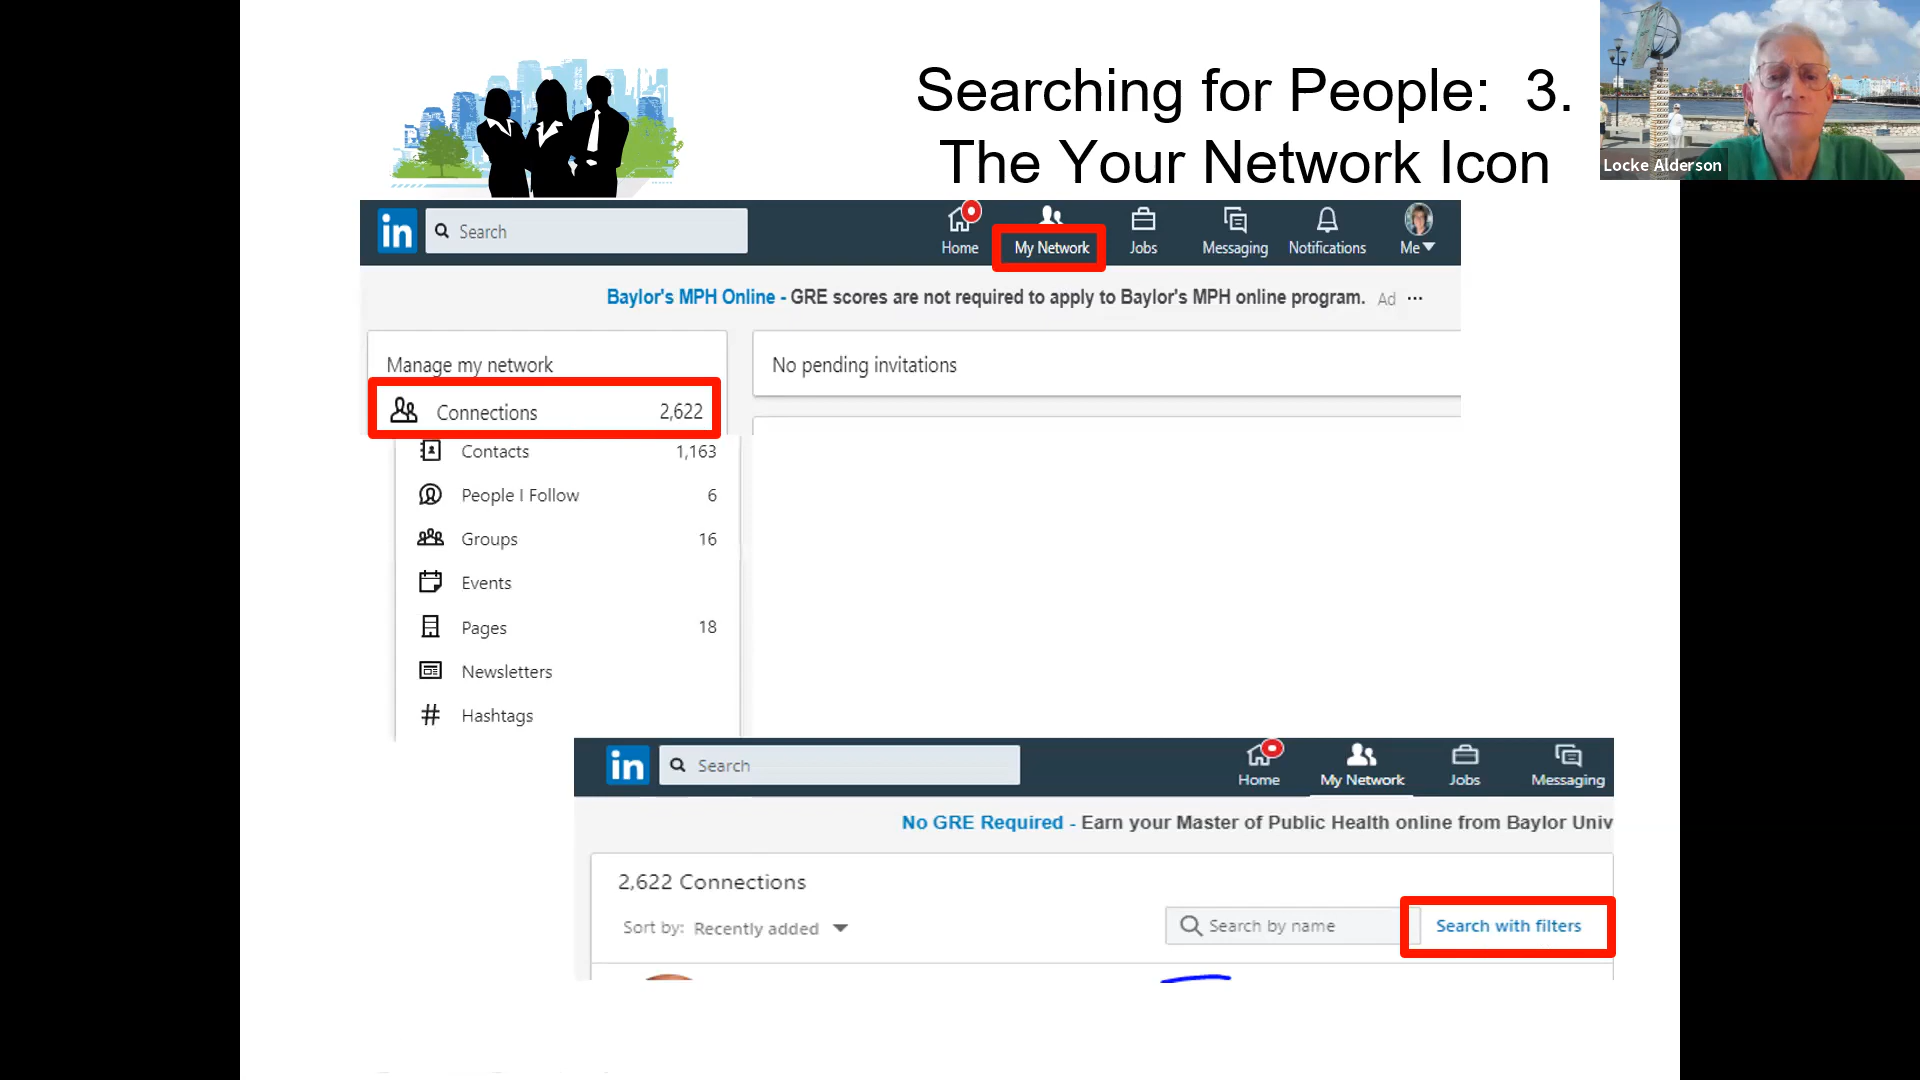 Searching for People: 3.
The Your Network Icon
Locke Alderson
in Search Home My Network Jobs Messaging Notifications Me
Baylor's MPH Online - GRE scores are not required to apply to Baylor's MPH online program. Ad ...
Manage my network
No pending invitations
Connections 2,622
Contacts 1,163
People I Follow 6
Groups 16
Events
Pages 18
Newsletters
# Hashtags
in Search Home My Network Jobs Messaging
No GRE Required - Earn your Master of Public Health online from Baylor Univ
2,622 Connections
Sort by: Recently added
Search by name Search with filters